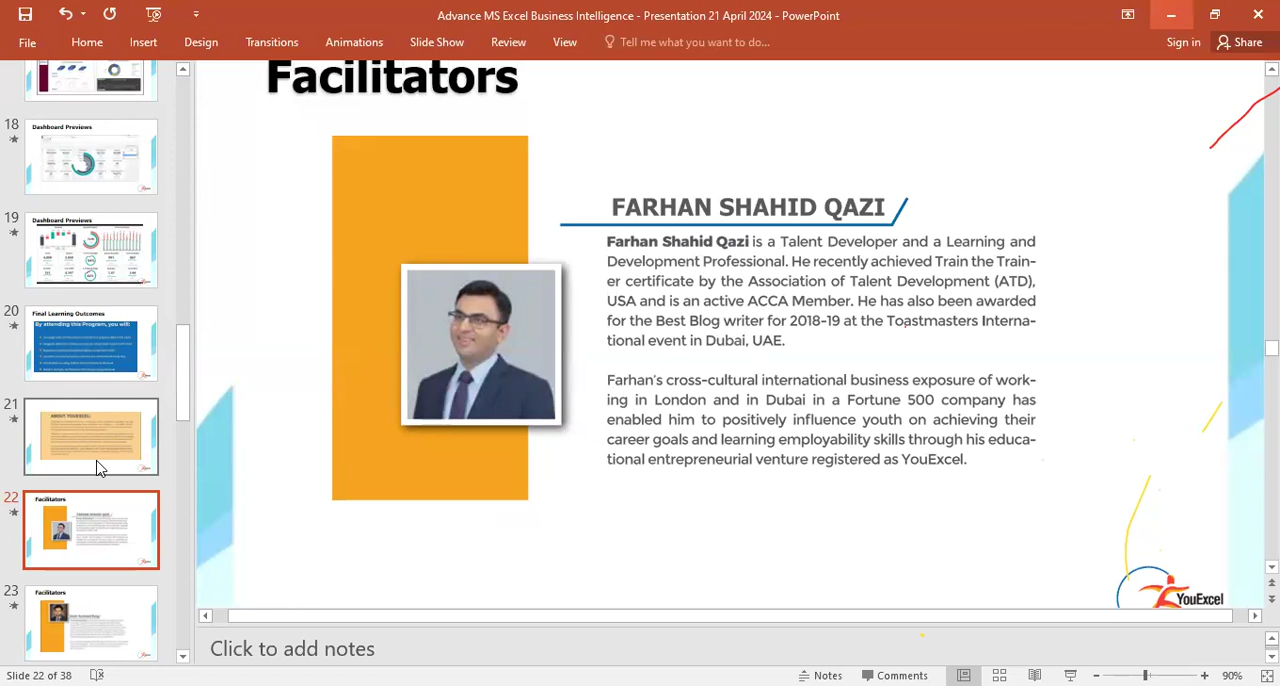 Advance MS Excel Business Intelligence - Presentation 21 April 2024 - PowerPoint
File Home Insert Design Transitions Animations Slide Show Review View Tell me what you want to do... Sign in Share
Facilitators
FARHAN SHAHID QAZI
Farhan Shahid Qazi is a Talent Developer and a Learning and
Development Professional. He recently achieved Train the Train-
er certificate by the Association of Talent Development (ATD),
USA and is an active ACCA Member. He has also been awarded
for the Best Blog writer for 2018-19 at the Toastmasters Interna-
tional event in Dubai, UAE.
Farhan's cross-cultural international business exposure of work-
ing in London and in Dubai in a Fortune 500 company has
enabled him to positively influence youth on achieving their
career goals and learning employability skills through his educa-
tional entrepreneurial venture registered as YouExcel.
YouExcel
18
Dashboard Previews
19
Dashboard Previews
20
Final Learning Outcomes
By attending this Program, you will:
21
ABOUT YOUEXCEL:
22
Facilitators
23
Facilitators
Click to add notes
Slide 22 of 38
Notes Comments 90%